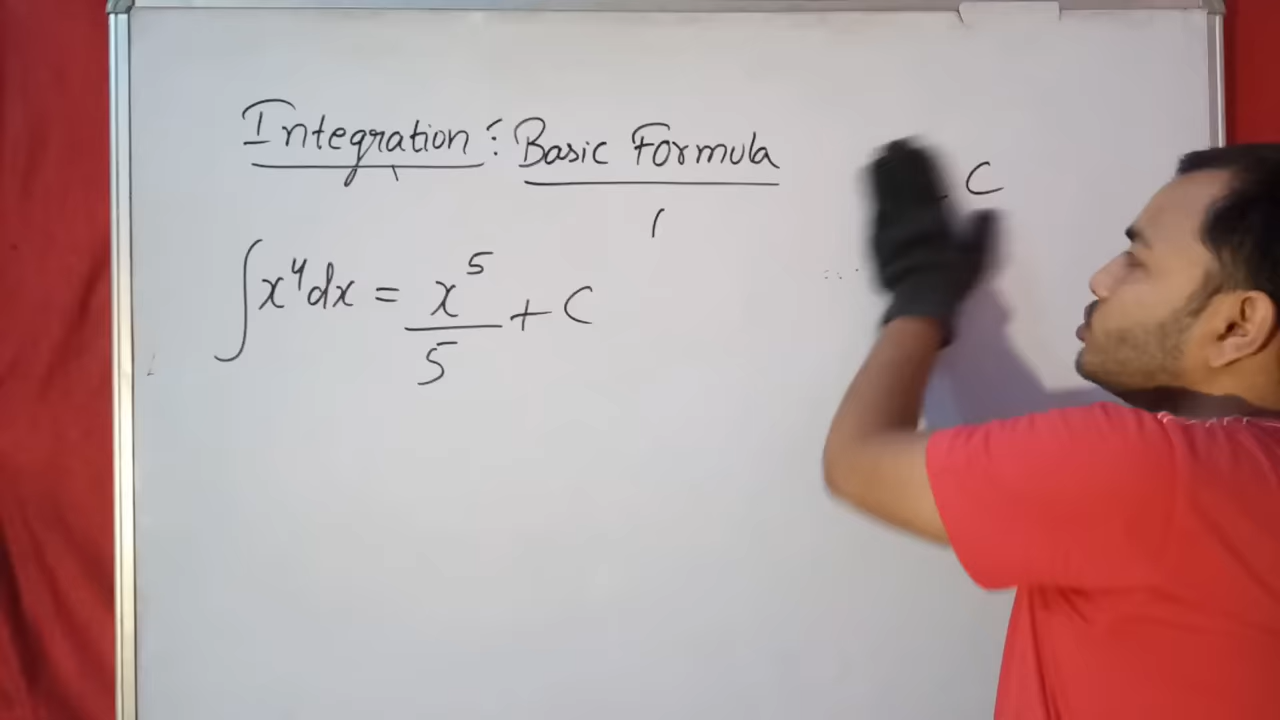 Integration : Basic Formula
C
∫x⁴dx = x⁵/5 + C